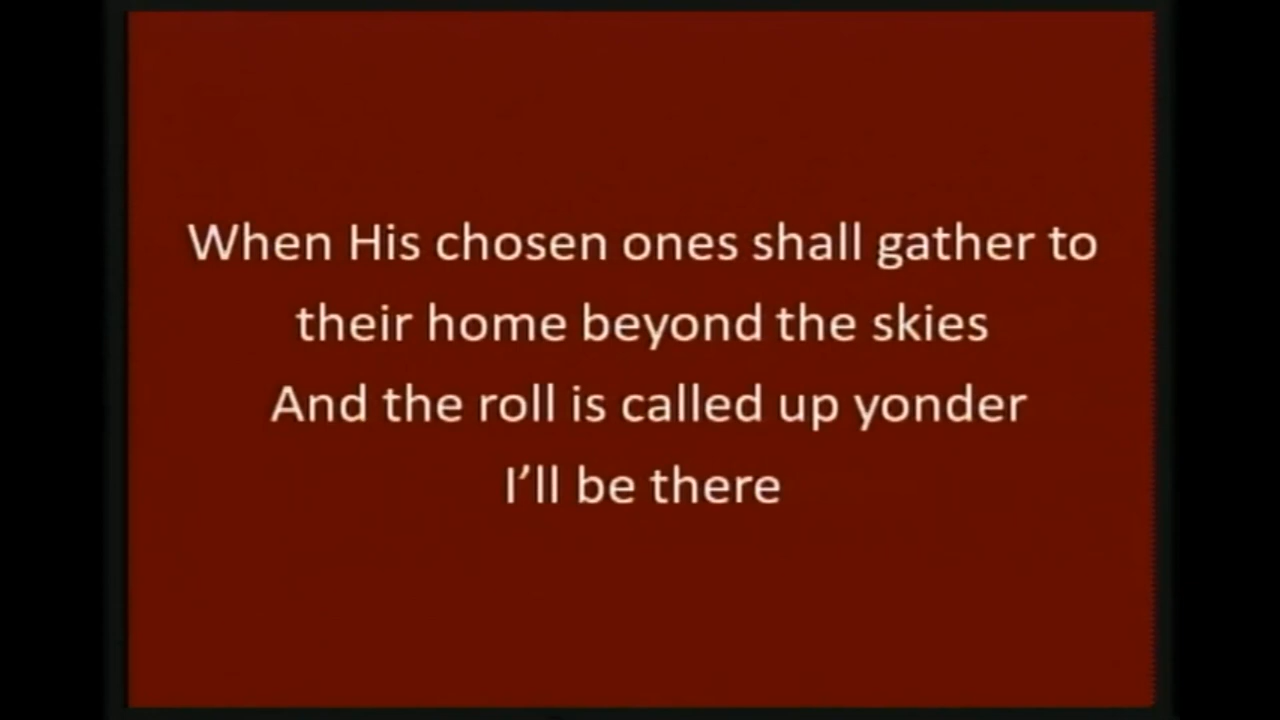 When His chosen ones shall gather to
their home beyond the skies
And the roll is called up yonder
I’ll be there